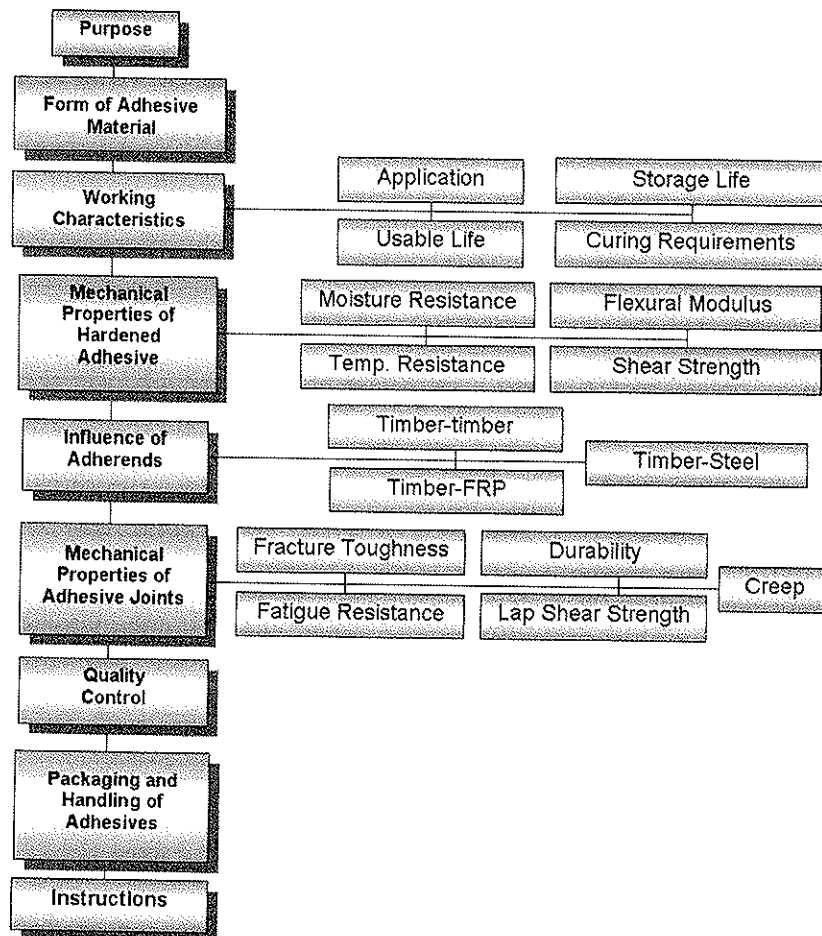 Purpose
Form of Adhesive
Material
Working
Characteristics
Application
Storage Life
Usable Life
Curing Requirements
Mechanical
Properties of
Hardened
Adhesive
Moisture Resistance
Flexural Modulus
Temp. Resistance
Shear Strength
Influence of
Adherends
Timber-timber
Timber-Steel
Timber-FRP
Mechanical
Properties of
Adhesive Joints
Fracture Toughness
Durability
Creep
Fatigue Resistance
Lap Shear Strength
Quality
Control
Packaging and
Handling of
Adhesives
Instructions